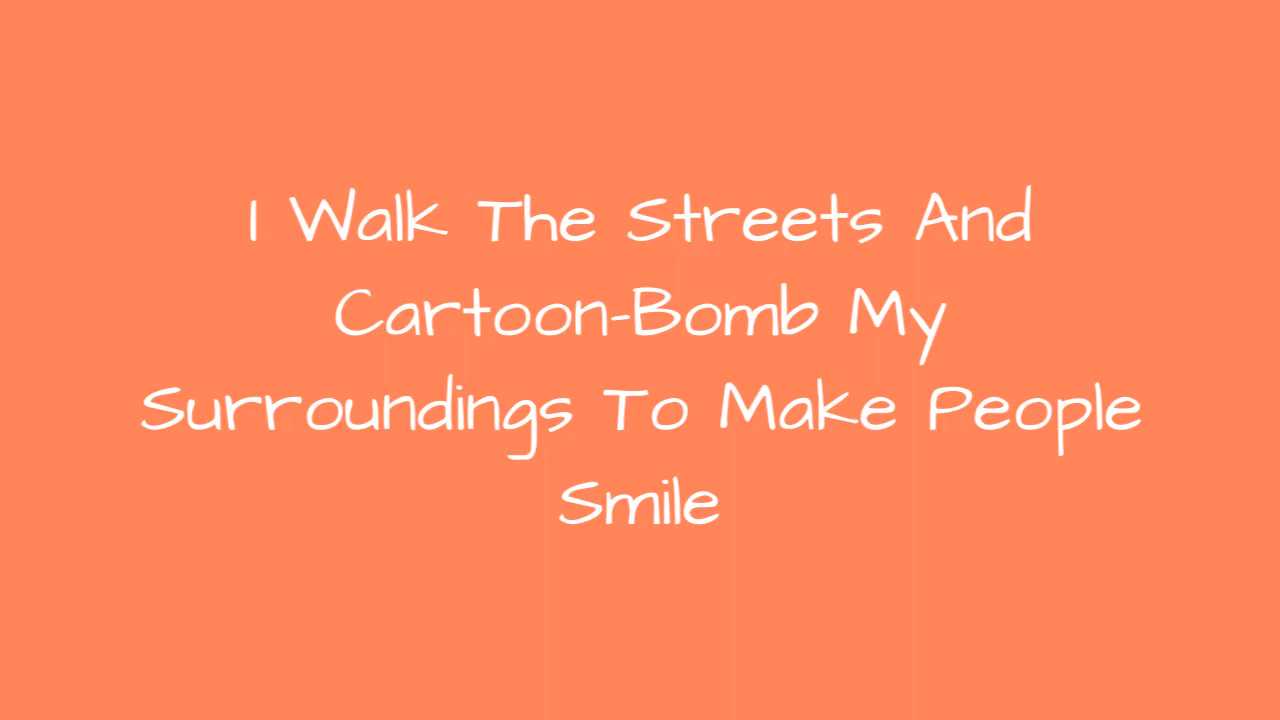 I Walk The Streets And
Cartoon-Bomb My
Surroundings To Make People
Smile